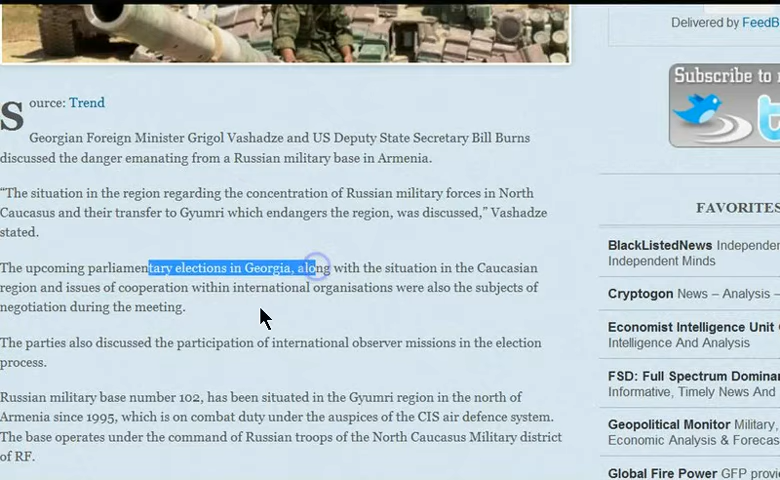 Source: Trend
Georgian Foreign Minister Grigol Vashadze and US Deputy State Secretary Bill Burns
discussed the danger emanating from a Russian military base in Armenia.
“The situation in the region regarding the concentration of Russian military forces in North
Caucasus and their transfer to Gyumri which endangers the region, was discussed,” Vashadze
stated.
The upcoming parliamentary elections in Georgia, along with the situation in the Caucasian
region and issues of cooperation within international organisations were also the subjects of
negotiation during the meeting.
The parties also discussed the participation of international observer missions in the election
process.
Russian military base number 102, has been situated in the Gyumri region in the north of
Armenia since 1995, which is on combat duty under the auspices of the CIS air defence system.
The base operates under the command of Russian troops of the North Caucasus Military district
of RF.
Delivered by FeedB
Subscribe to
t
FAVORITES
BlackListedNews Independen
Independent Minds
Cryptogon News – Analysis –
Economist Intelligence Unit
Intelligence And Analysis
FSD: Full Spectrum Domina
Informative, Timely News And
Geopolitical Monitor Military,
Economic Analysis & Forecas
Global Fire Power GFP provi